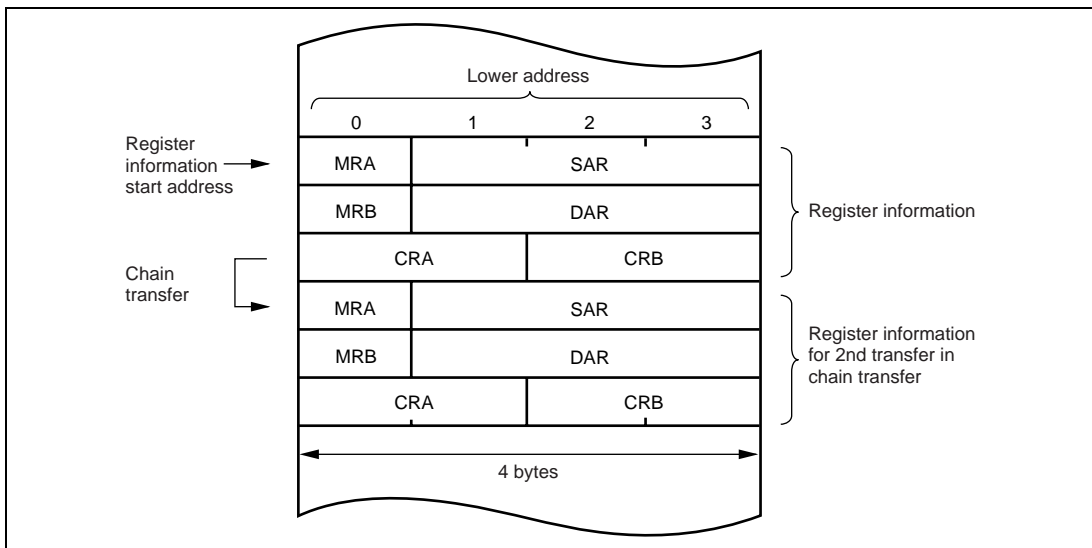 Lower address
0 1 2 3
Register
information
start address
MRA SAR
MRB DAR
Register information
CRA CRB
Chain
transfer
MRA SAR
MRB DAR
Register information
for 2nd transfer in
chain transfer
CRA CRB
4 bytes